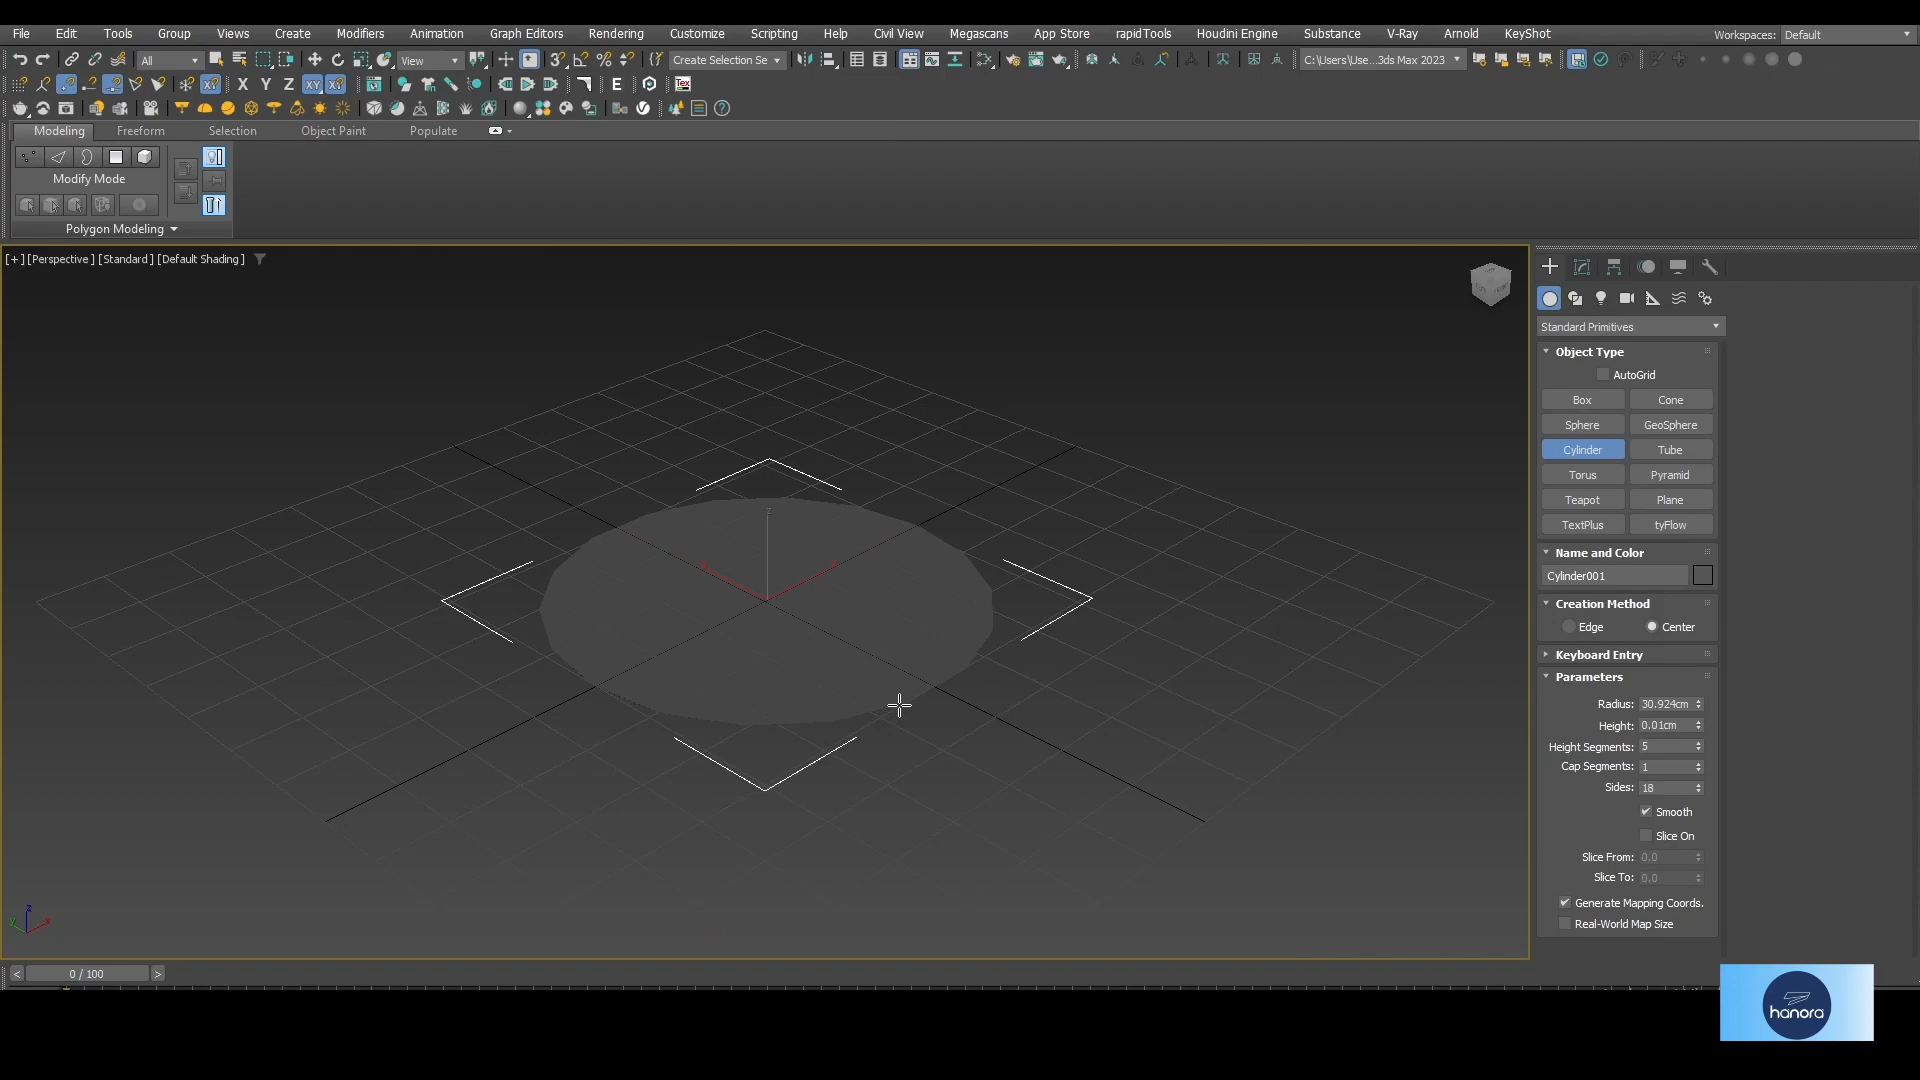 File Edit Tools Group Views Create Modifiers Animation Graph Editors Rendering Customize Scripting Help Civil View Megascans App Store rapidTools Houdini Engine Substance V-Ray Arnold KeyShot Workspaces: Default
All View Create Selection Se C:\Users\Use...3ds Max 2023
X Y Z XY E Tex
Modeling Freeform Selection Object Paint Populate
Modify Mode
Polygon Modeling
[+] [Perspective] [Standard] [Default Shading]
Standard Primitives
Object Type
AutoGrid
Box Cone
Sphere GeoSphere
Cylinder Tube
Torus Pyramid
Teapot Plane
TextPlus tyFlow
Name and Color
Cylinder001
Creation Method
Edge Center
Keyboard Entry
Parameters
Radius: 30.924cm
Height: 0.01cm
Height Segments: 5
Cap Segments: 1
Sides: 18
Smooth
Slice On
Slice From: 0.0
Slice To: 0.0
Generate Mapping Coords.
Real-World Map Size
z
z
y x
< 0 / 100 >
hanora